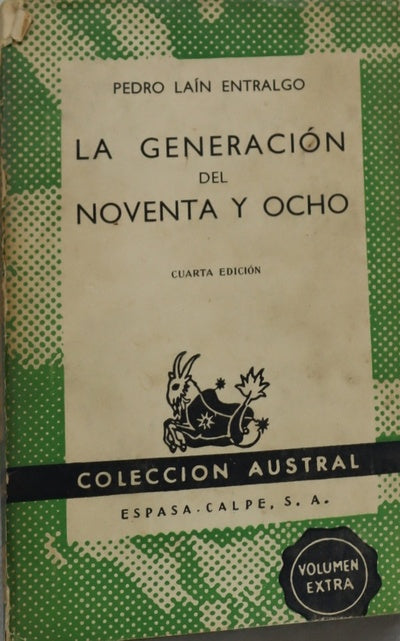 PEDRO LAÍN ENTRALGO
LA GENERACIÓN
DEL
NOVENTA Y OCHO
CUARTA EDICIÓN
COLECCION AUSTRAL
ESPASA-CALPE, S. A.
VOLUMEN
EXTRA